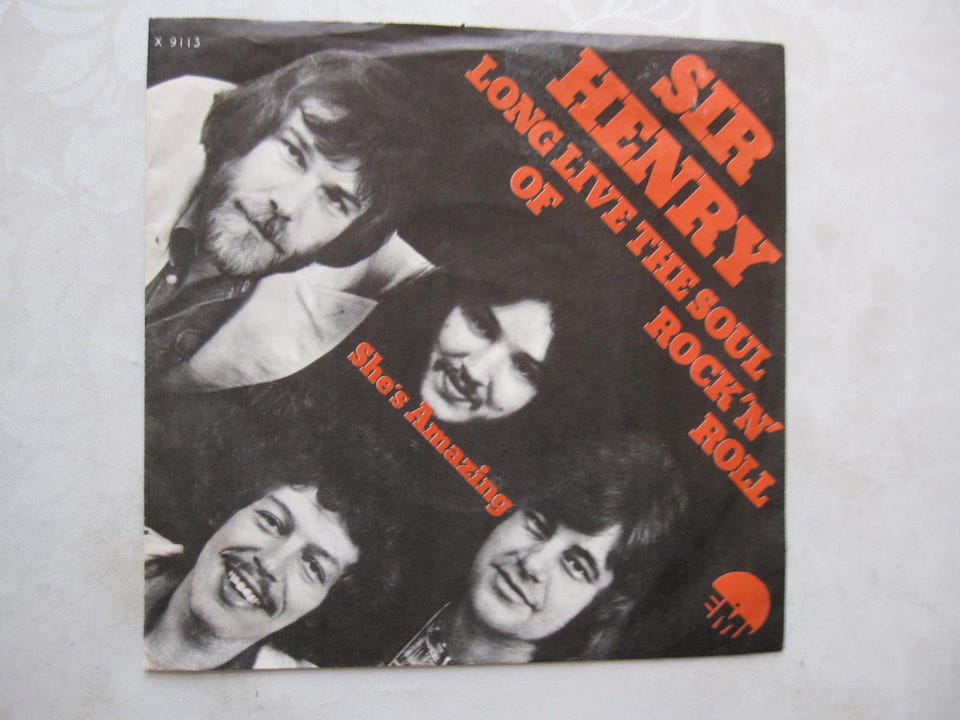 X 9113
SIR
HENRY
LONG LIVE THE SOUL
OF ROCK'N'
ROLL
She's Amazing
EMI